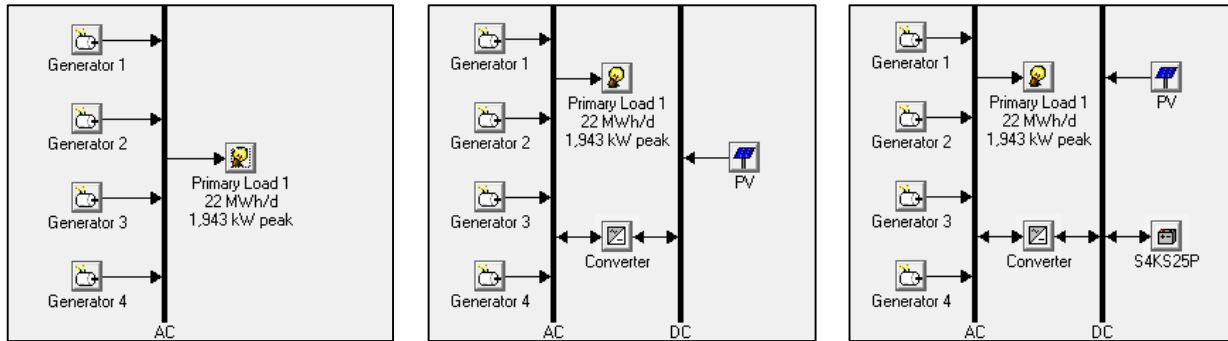 Generator 1
Generator 2
Primary Load 1
22 MWh/d
1,943 kW peak
Generator 3
Generator 4
AC
Generator 1
Primary Load 1
22 MWh/d
1,943 kW peak
Generator 2
PV
Generator 3
Converter
Generator 4
AC
DC
Generator 1
PV
Primary Load 1
22 MWh/d
1,943 kW peak
Generator 2
Generator 3
Converter
S4KS25P
Generator 4
AC
DC